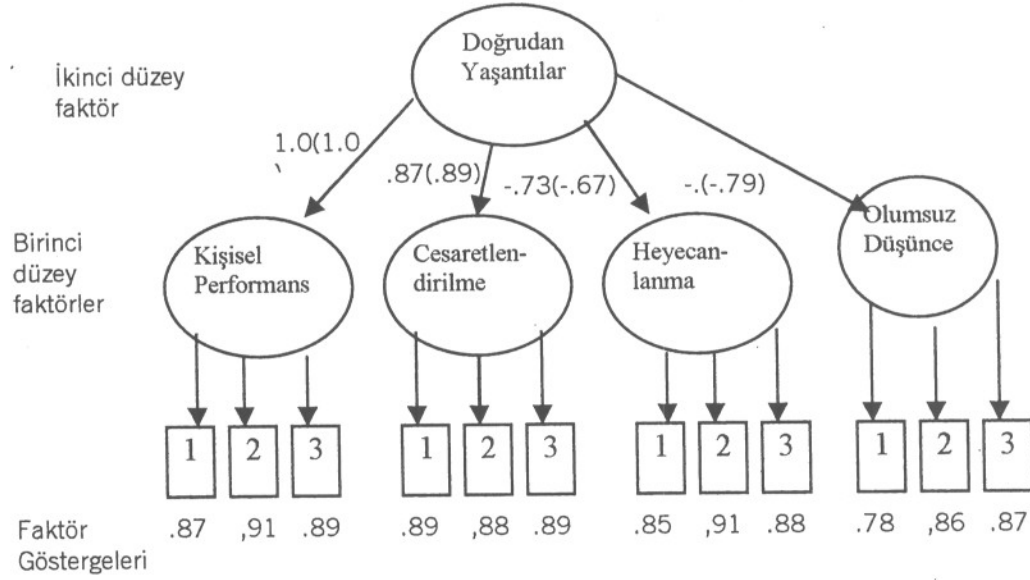 Doğrudan
Yaşantılar
İkinci düzey
faktör
1.0(1.0
.87(.89)
-.73(-.67)
-.(-.79)
Birinci
düzey
faktörler
Kişisel
Performans
Cesaretlen-
dirilme
Heyecan-
lanma
Olumsuz
Düşünce
1 2 3 1 2 3 1 2 3 1 2 3
Faktör
Göstergeleri
.87 ,91 .89 .89 ,88 .89 .85 ,91 .88 .78 ,86 .87